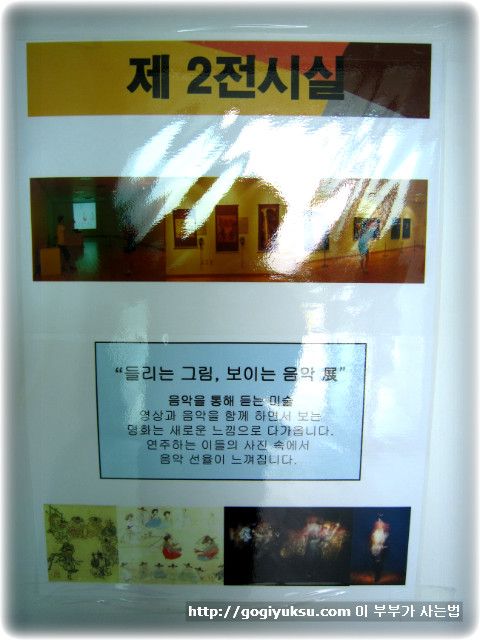 제 2전시실
“들리는 그림, 보이는 음악 展”
음악을 통해 듣는 미술
영상과 음악을 함께 하면서 보는
명화는 새로운 느낌으로 다가옵니다.
연주하는 이들의 사진 속에서
음악 선율이 느껴집니다.
http://gogiyuksu.com 이 부부가 사는법